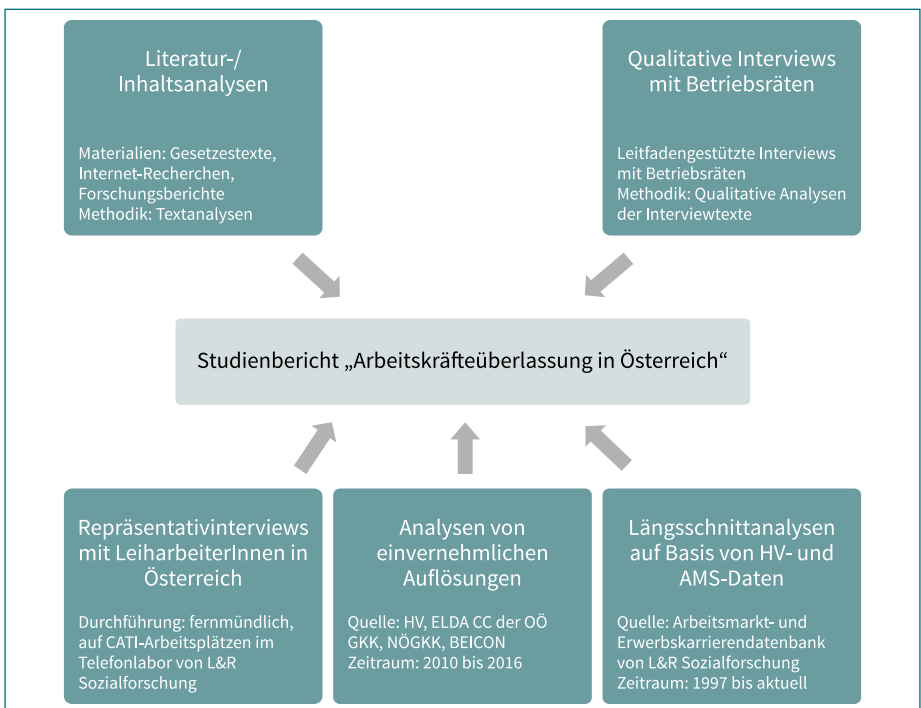 Literatur-/
Inhaltsanalysen
Materialien: Gesetzestexte,
Internet-Recherchen,
Forschungsberichte
Methodik: Textanalysen
Qualitative Interviews
mit Betriebsräten
Leitfadengestützte Interviews
mit Betriebsräten
Methodik: Qualitative Analysen
der Interviewtexte
Studienbericht „Arbeitskräfteüberlassung in Österreich“
Repräsentativinterviews
mit LeiharbeiterInnen in
Österreich
Durchführung: fernmündlich,
auf CATI-Arbeitsplätzen im
Telefonlabor von L&R
Sozialforschung
Analysen von
einvernehmlichen
Auflösungen
Quelle: HV, ELDA CC der OÖ
GKK, NÖGKK, BEICON
Zeitraum: 2010 bis 2016
Längsschnittanalysen
auf Basis von HV- und
AMS-Daten
Quelle: Arbeitsmarkt- und
Erwerbskarrierendatenbank
von L&R Sozialforschung
Zeitraum: 1997 bis aktuell